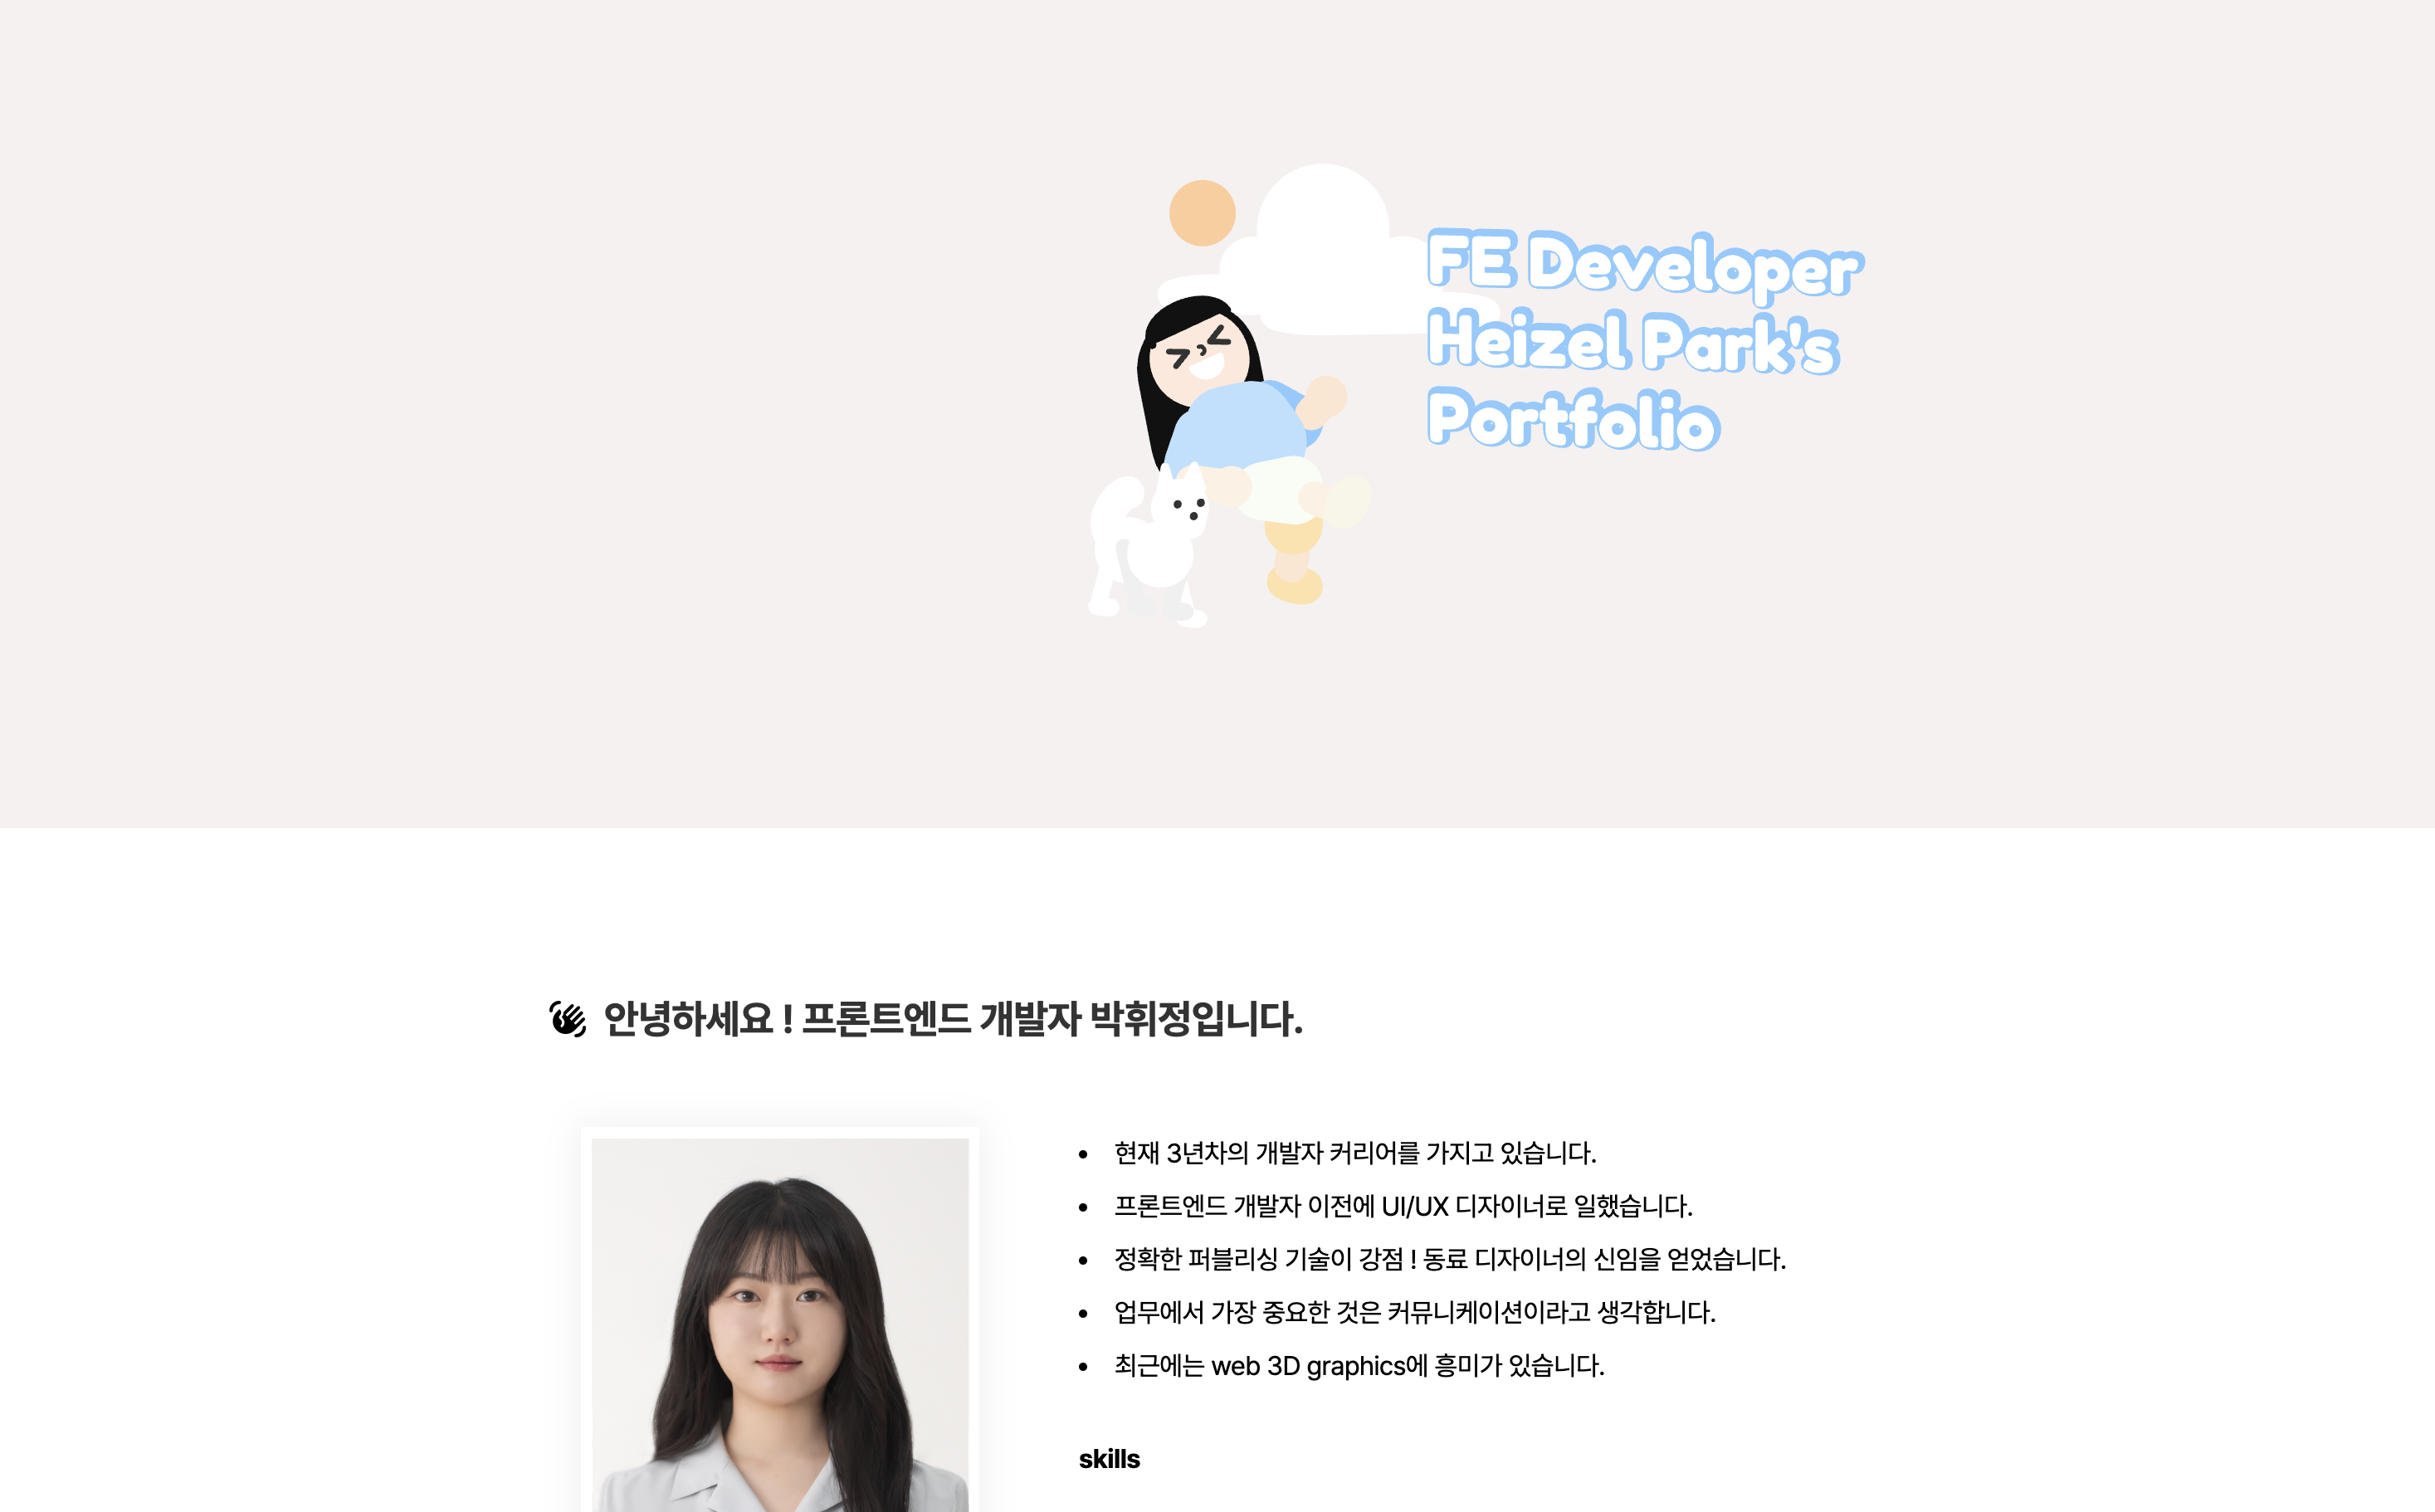 FE Developer
Heizel Park's
Portfolio
안녕하세요 ! 프론트엔드 개발자 박휘정입니다.
• 현재 3년차의 개발자 커리어를 가지고 있습니다.
• 프론트엔드 개발자 이전에 UI/UX 디자이너로 일했습니다.
• 정확한 퍼블리싱 기술이 강점 ! 동료 디자이너의 신임을 얻었습니다.
• 업무에서 가장 중요한 것은 커뮤니케이션이라고 생각합니다.
• 최근에는 web 3D graphics에 흥미가 있습니다.
skills